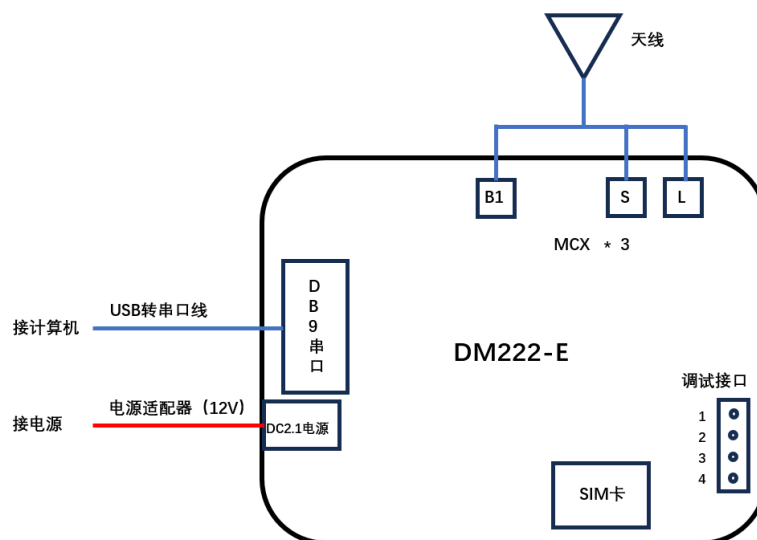 天线
B1
S
L
MCX * 3
DB9串口
USB转串口线
接计算机
DM222-E
调试接口
电源适配器（12V）
接电源
DC2.1电源
1
2
3
4
SIM卡